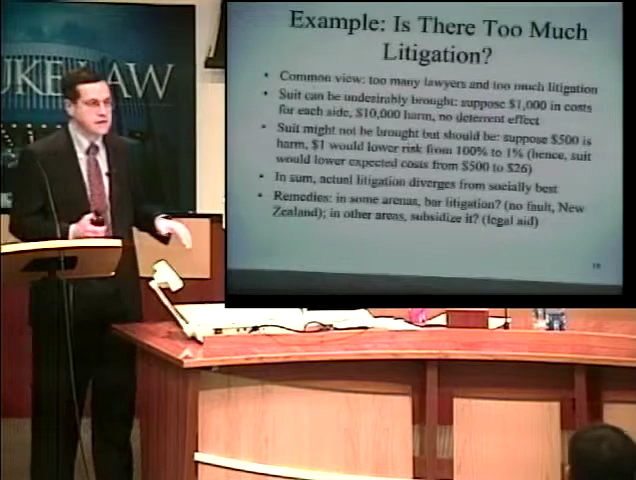 UKE LAW
Example: Is There Too Much
Litigation?
• Common view: too many lawyers and too much litigation
• Suit can be undesirably brought: suppose $1,000 in costs
for each side, $10,000 harm, no deterrent effect
• Suit might not be brought but should be: suppose $500 is
harm, $1 would lower risk from 100% to 1% (hence, suit
would lower expected costs from $500 to $26)
• In sum, actual litigation diverges from socially best
• Remedies: in some arenas, bar litigation? (no fault, New
Zealand); in other areas, subsidize it? (legal aid)